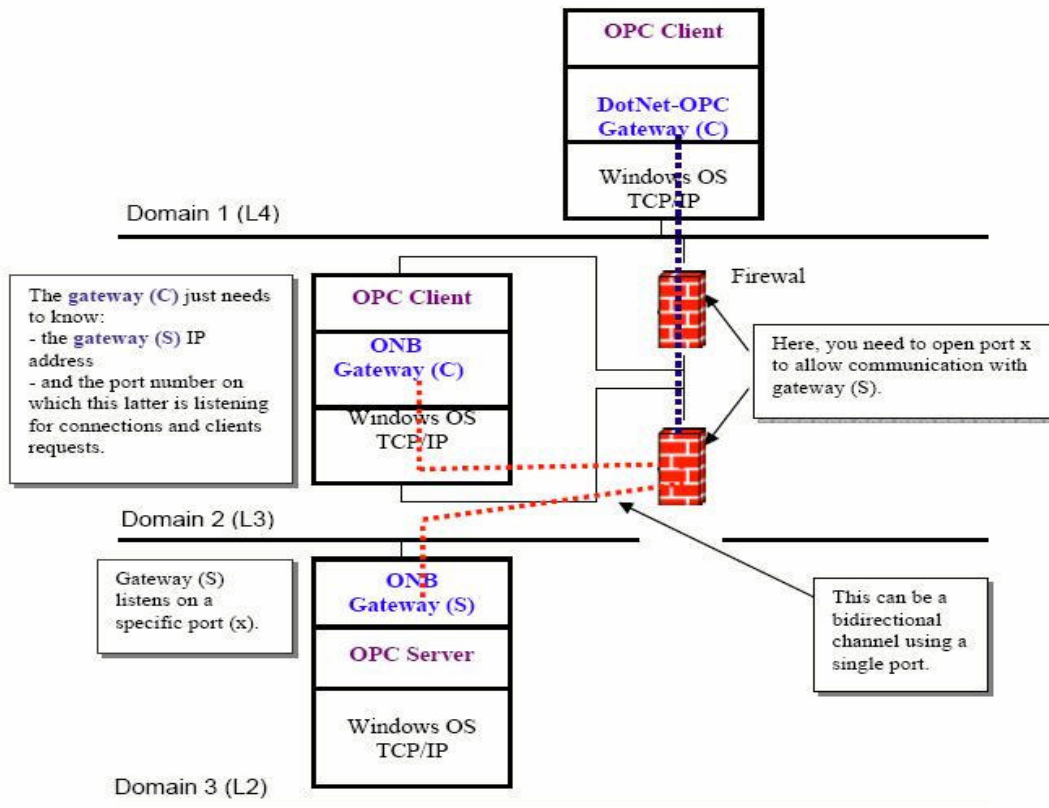 OPC Client
DotNet-OPC
Gateway (C)
Windows OS
TCP/IP
Domain 1 (L4)
The gateway (C) just needs
to know:
- the gateway (S) IP
address
- and the port number on
which this latter is listening
for connections and clients
requests.
OPC Client
ONB
Gateway (C)
Windows OS
TCP/IP
Firewal
Here, you need to open port x
to allow communication with
gateway (S).
Domain 2 (L3)
Gateway (S)
listens on a
specific port (x).
ONB
Gateway (S)
OPC Server
Windows OS
TCP/IP
This can be a
bidirectional
channel using a
single port.
Domain 3 (L2)